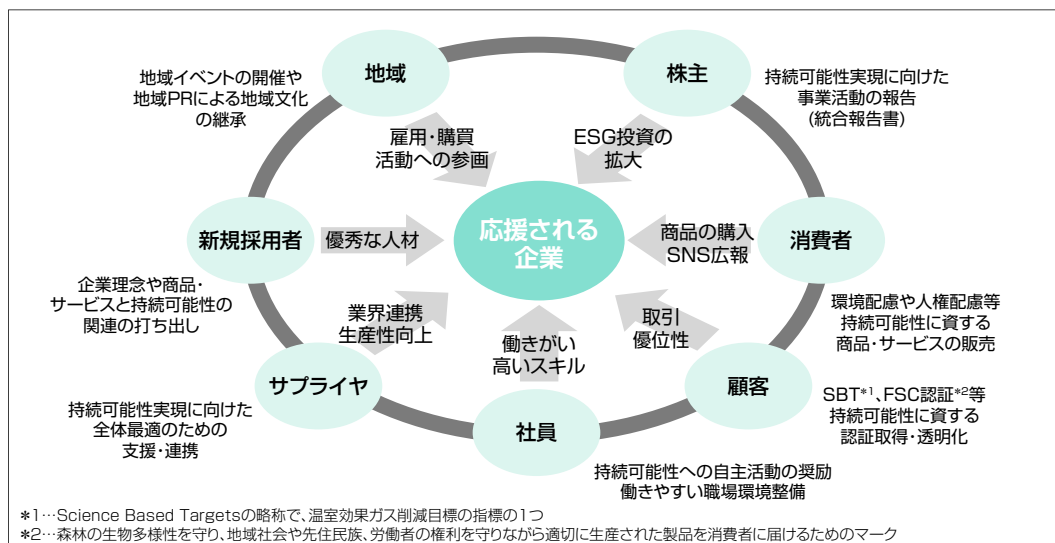 地域
地域イベントの開催や
地域PRによる地域文化
の継承
雇用・購買
活動への参画
株主
持続可能性実現に向けた
事業活動の報告
(統合報告書)
ESG投資の
拡大
新規採用者
優秀な人材
企業理念や商品・
サービスと持続可能性の
関連の打ち出し
応援される
企業
商品の購入
SNS広報
消費者
環境配慮や人権配慮等
持続可能性に資する
商品・サービスの販売
業界連携
生産性向上
サプライヤ
持続可能性実現に向けた
全体最適のための
支援・連携
働きがい
高いスキル
社員
持続可能性への自主活動の奨励
働きやすい職場環境整備
取引
優位性
顧客
SBT*1、FSC認証*2等
持続可能性に資する
認証取得・透明化
*1…Science Based Targetsの略称で、温室効果ガス削減目標の指標の1つ
*2…森林の生物多様性を守り、地域社会や先住民族、労働者の権利を守りながら適切に生産された製品を消費者に届けるためのマーク